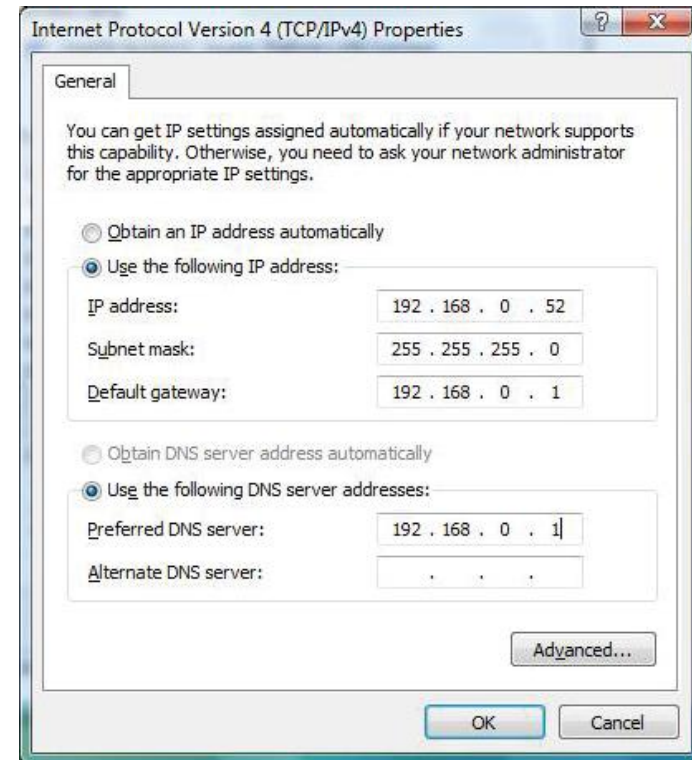 Internet Protocol Version 4 (TCP/IPv4) Properties
General
You can get IP settings assigned automatically if your network supports
this capability. Otherwise, you need to ask your network administrator
for the appropriate IP settings.
Obtain an IP address automatically
Use the following IP address:
IP address: 192 . 168 . 0 . 52
Subnet mask: 255 . 255 . 255 . 0
Default gateway: 192 . 168 . 0 . 1
Obtain DNS server address automatically
Use the following DNS server addresses:
Preferred DNS server: 192 . 168 . 0 . 1
Alternate DNS server: . . .
Advanced...
OK Cancel